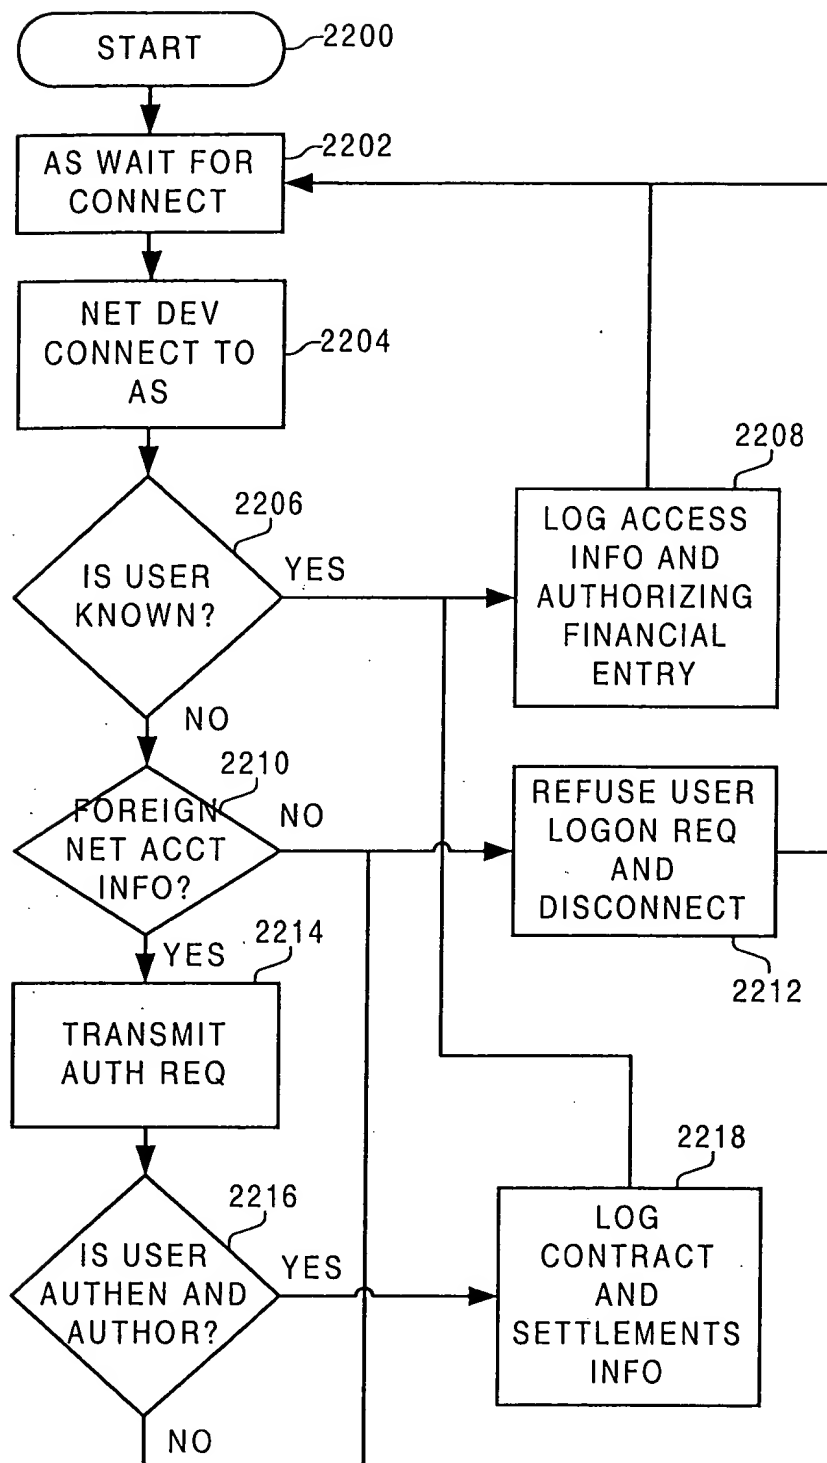 START
2200
AS WAIT FOR
CONNECT
2202
NET DEV
CONNECT TO
AS
2204
2206
IS USER
KNOWN?
YES
NO
2208
LOG ACCESS
INFO AND
AUTHORIZING
FINANCIAL
ENTRY
2210
FOREIGN
NET ACCT
INFO?
NO
YES
REFUSE USER
LOGON REQ
AND
DISCONNECT
2212
2214
TRANSMIT
AUTH REQ
2216
IS USER
AUTHEN AND
AUTHOR?
YES
NO
2218
LOG
CONTRACT
AND
SETTLEMENTS
INFO